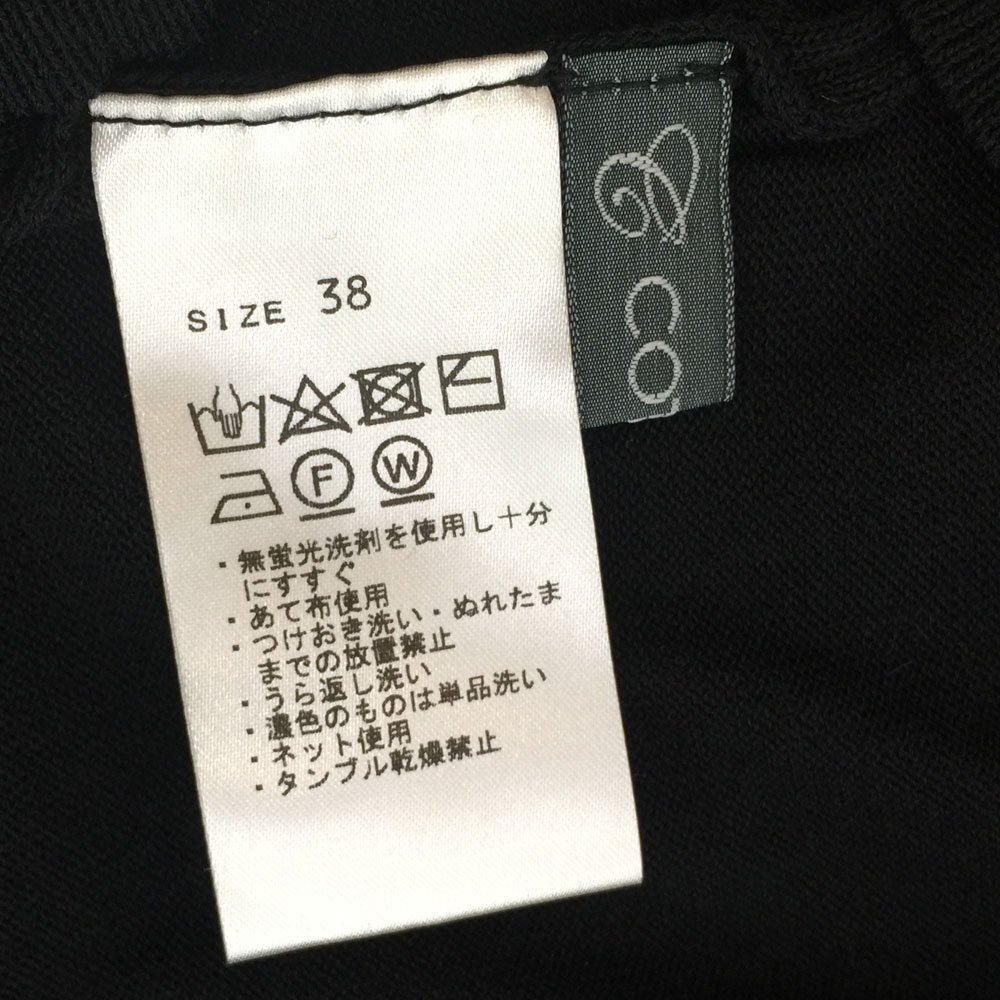 SIZE 38
F W
・無蛍光洗剤を使用し十分
にすすぐ
・あて布使用
・つけおき洗い・ぬれたま
までの放置禁止
・うら返し洗い
・濃色のものは単品洗い
・ネット使用
・タンブル乾燥禁止
CO